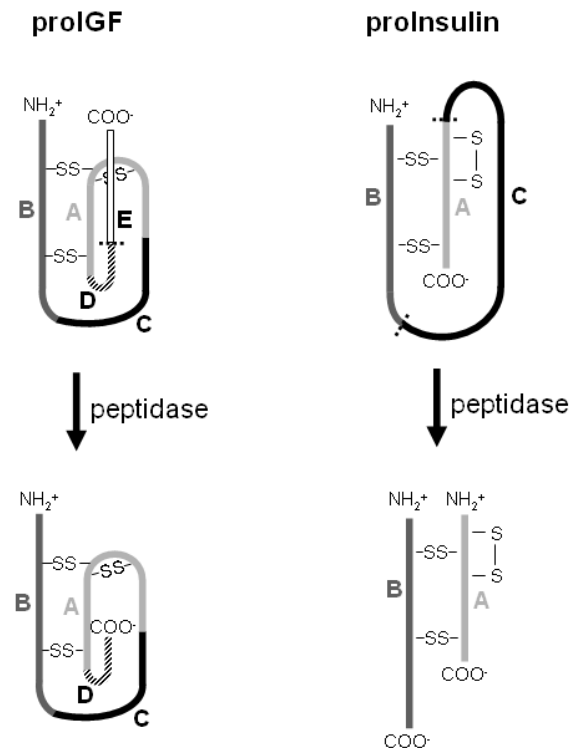 proIGF
proInsulin
NH₂⁺
COO⁻
-SS-
-SS-
B
A
E
-SS-
D
C
NH₂⁺
-SS-
S
S
B
A
C
-SS-
COO⁻
peptidase
peptidase
NH₂⁺
-SS-
-SS-
B
A
COO⁻
-SS-
D
C
NH₂⁺
NH₂⁺
-SS-
S
S
B
A
-SS-
COO⁻
COO⁻